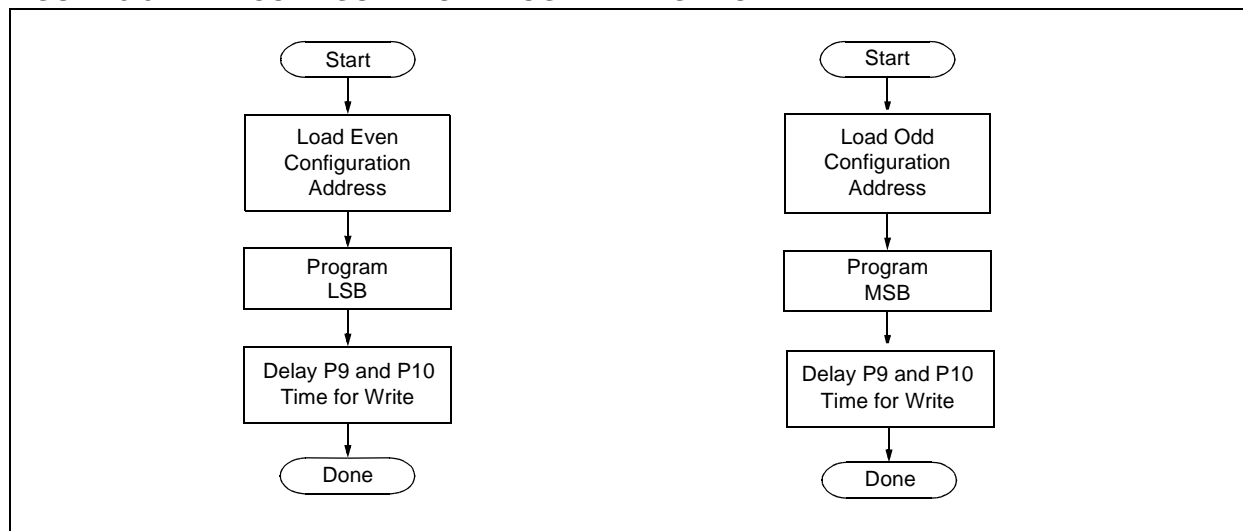 Start
Load Even
Configuration
Address
Program
LSB
Delay P9 and P10
Time for Write
Done
Start
Load Odd
Configuration
Address
Program
MSB
Delay P9 and P10
Time for Write
Done